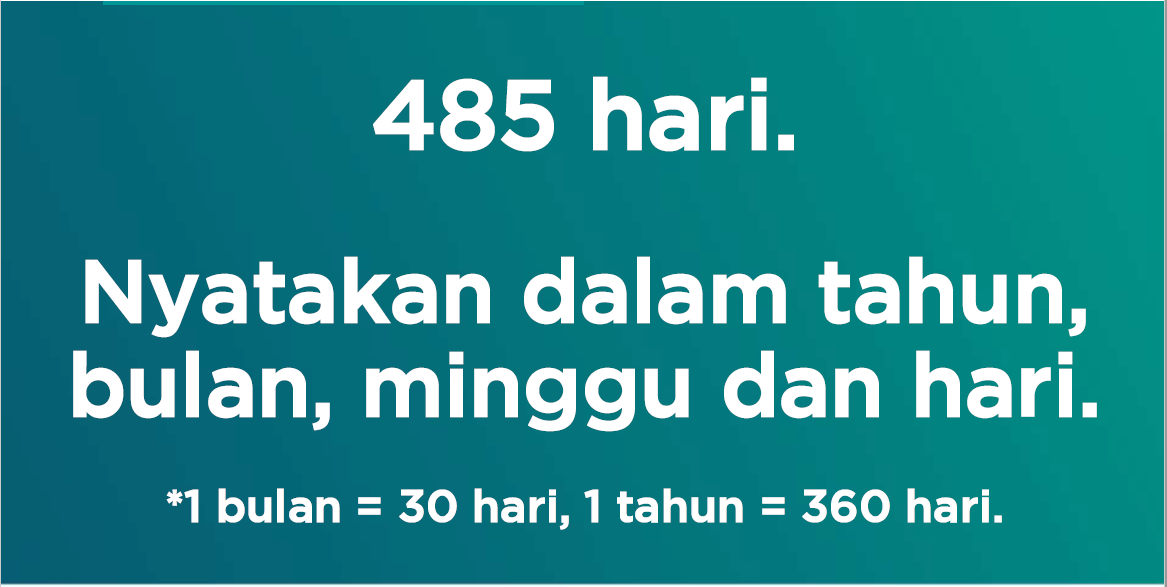 485 hari.
Nyatakan dalam tahun,
bulan, minggu dan hari.
*1 bulan = 30 hari, 1 tahun = 360 hari.